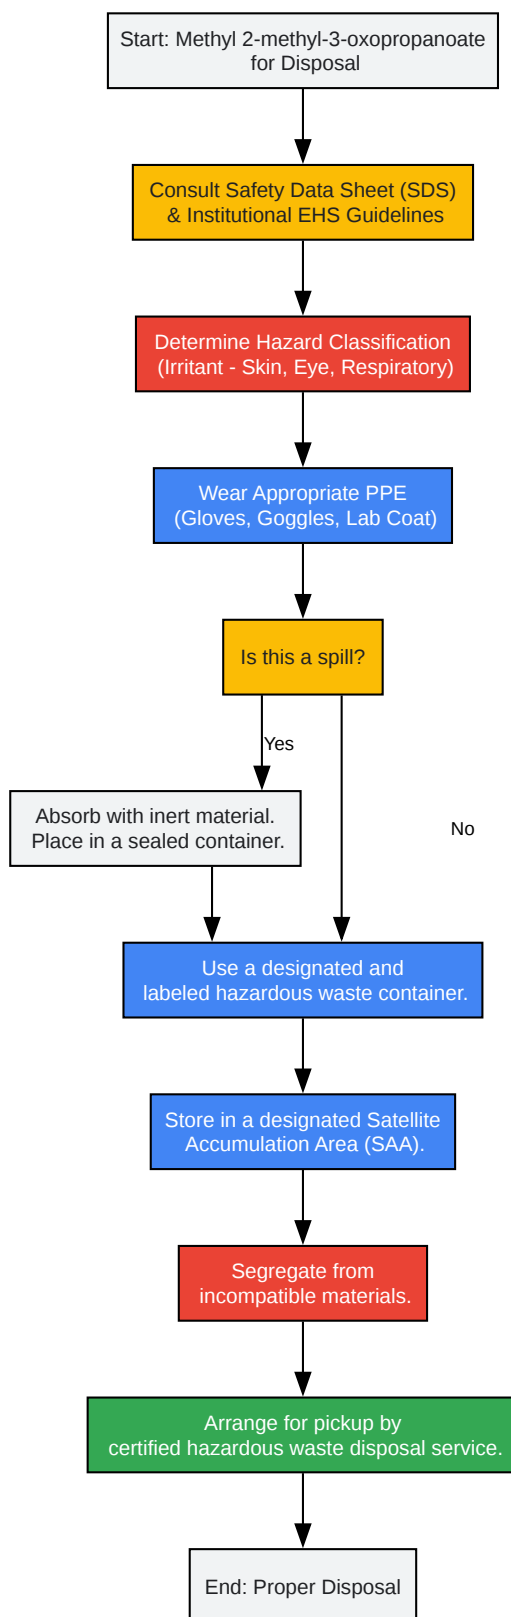 Start: Methyl 2-methyl-3-oxopropanoate
for Disposal
Consult Safety Data Sheet (SDS)
& Institutional EHS Guidelines
Determine Hazard Classification
(Irritant - Skin, Eye, Respiratory)
Wear Appropriate PPE
(Gloves, Goggles, Lab Coat)
Is this a spill?
Yes
Absorb with inert material.
Place in a sealed container.
No
Use a designated and
labeled hazardous waste container.
Store in a designated Satellite
Accumulation Area (SAA).
Segregate from
incompatible materials.
Arrange for pickup by
certified hazardous waste disposal service.
End: Proper Disposal